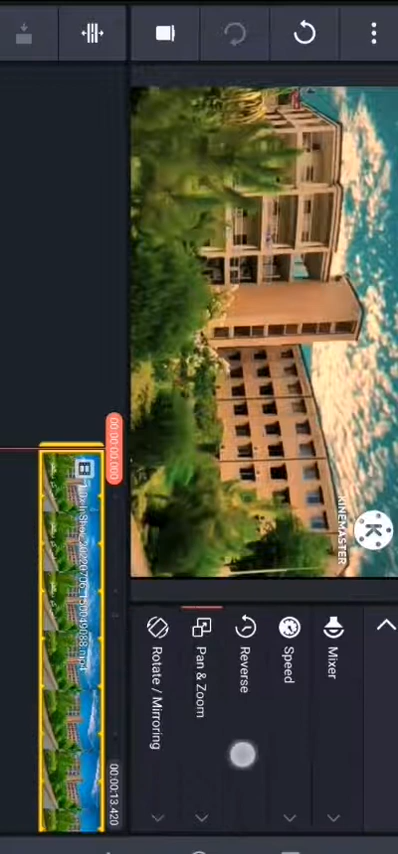 KINEMASTER
Mixer
Speed
Reverse
Pan & Zoom
Rotate / Mirroring
00:00:00.000
00:00:13.420